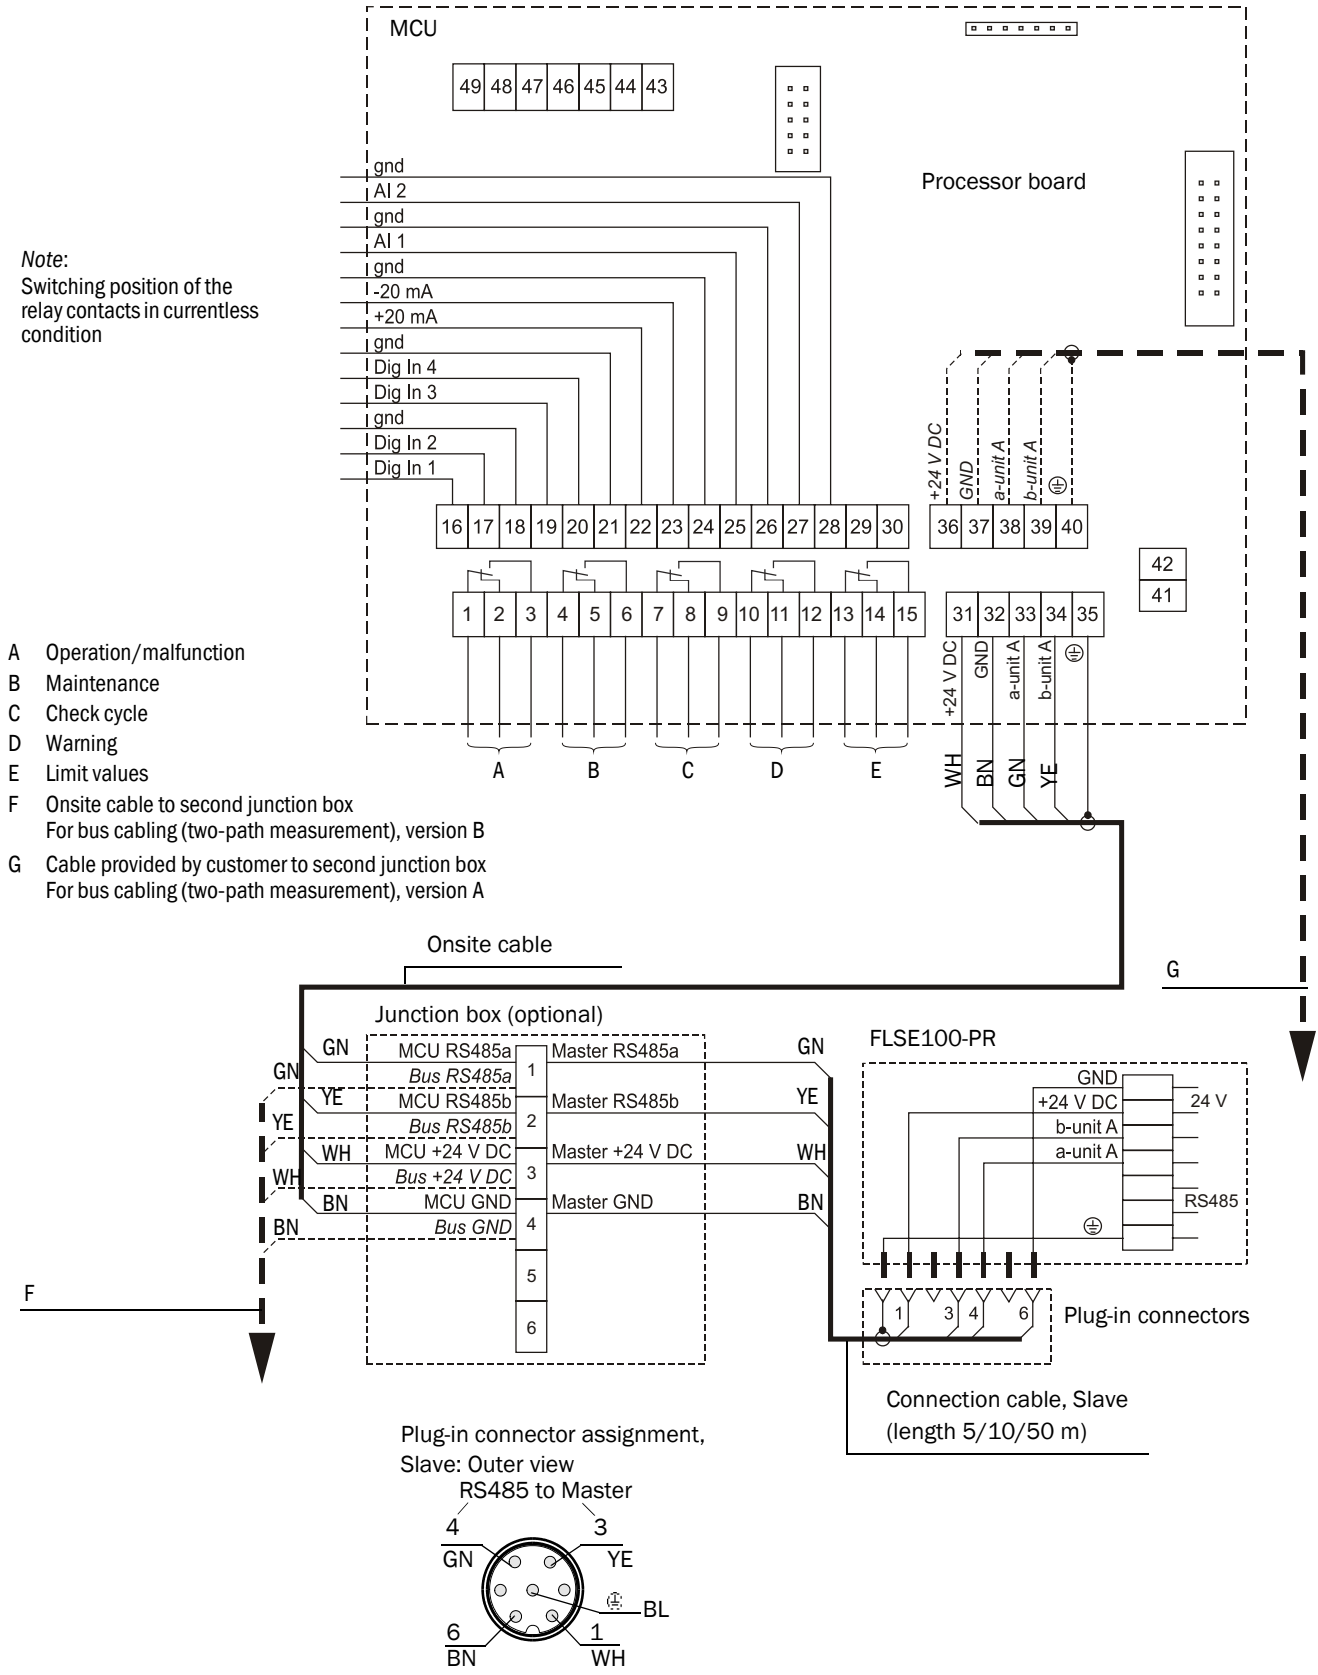 MCU
49 48 47 46 45 44 43
Processor board
gnd
AI 2
gnd
AI 1
gnd
-20 mA
+20 mA
gnd
Dig In 4
Dig In 3
gnd
Dig In 2
Dig In 1
Note:
Switching position of the
relay contacts in currentless
condition
+24 V DC
GND
a-unit A
b-unit A
16 17 18 19 20 21 22 23 24 25 26 27 28 29 30
36 37 38 39 40
42
41
1 2 3 4 5 6 7 8 9 10 11 12 13 14 15
31 32 33 34 35
+24 V DC
GND
a-unit A
b-unit A
WH
BN
GN
YE
A B C D E
A Operation/malfunction
B Maintenance
C Check cycle
D Warning
E Limit values
F Onsite cable to second junction box
For bus cabling (two-path measurement), version B
G Cable provided by customer to second junction box
For bus cabling (two-path measurement), version A
Onsite cable
G
Junction box (optional)
GN MCU RS485a 1 Master RS485a GN
GN Bus RS485a
YE MCU RS485b 2 Master RS485b YE
YE Bus RS485b
WH MCU +24 V DC 3 Master +24 V DC WH
WH Bus +24 V DC
BN MCU GND 4 Master GND BN
BN Bus GND
5
6
F
FLSE100-PR
GND
+24 V DC
b-unit A
a-unit A
24 V
RS485
1 3 4 6
Plug-in connectors
Connection cable, Slave
(length 5/10/50 m)
Plug-in connector assignment,
Slave: Outer view
RS485 to Master
4 3
GN YE
BL
6 1
BN WH